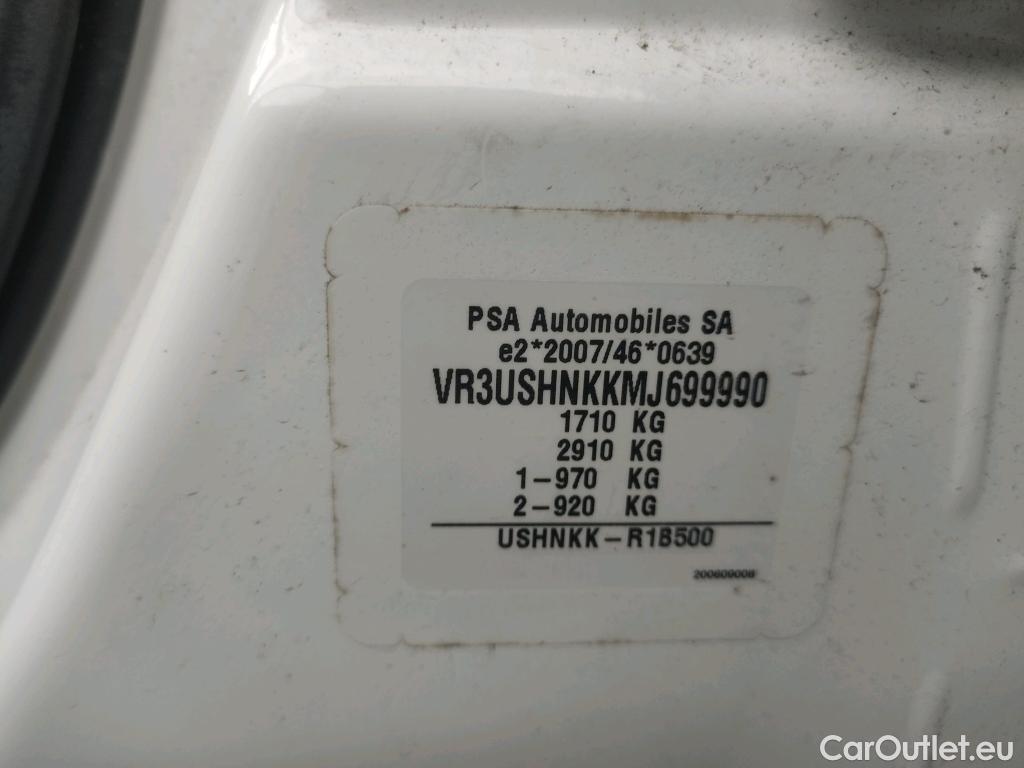 PSA Automobiles SA
e2*2007/46*0639
VR3USHNKKMJ699990
1710 KG
2910 KG
1-970 KG
2-920 KG
USHNKK-R1B500
200609006
CarOutlet.eu